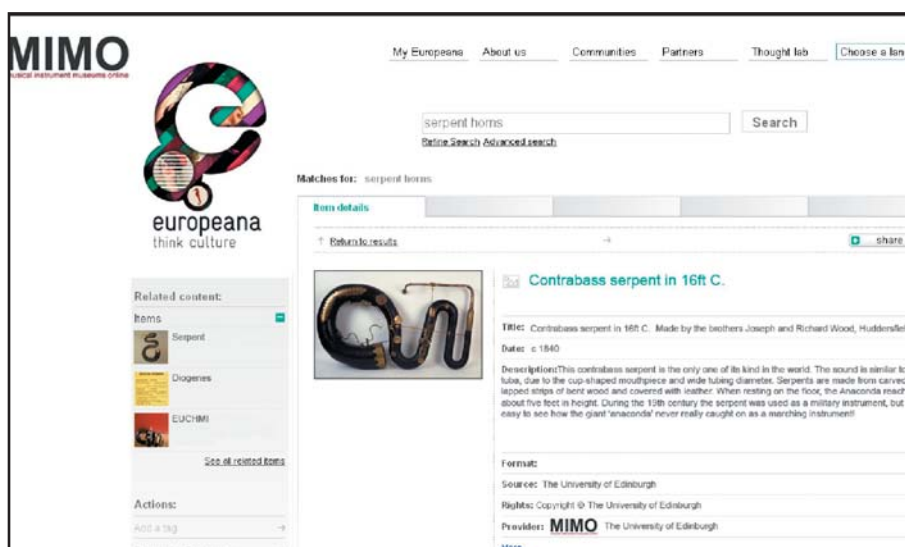 MIMO
musical instrument museums online
My Europeana About us Communities Partners Thought lab Choose a lan
serpent horns Search
Refine Search Advanced search
Matches for: serpent horns
europeana
think culture
Item details
Return to results share
Contrabass serpent in 16ft C.
Title: Contrabass serpent in 16ft C. Made by the brothers Joseph and Richard Wood, Huddersfiel
Date: c 1840
Description:This contrabass serpent is the only one of its kind in the world. The sound is similar to
tuba, due to the cup-shaped mouthpiece and wide tubing diameter. Serpents are made from carved
lapped strips of bent wood and covered with leather. When resting on the floor, the Anaconda reach
about five feet in height. During the 19th century the serpent was used as a military instrument, but
easy to see how the giant 'anaconda' never really caught on as a marching instrument!
Format:
Source: The University of Edinburgh
Rights: Copyright © The University of Edinburgh
Provider: MIMO The University of Edinburgh
More
Related content:
Items
Serpent
Diogenes
EUCHMI
See all related items
Actions:
Add a tag